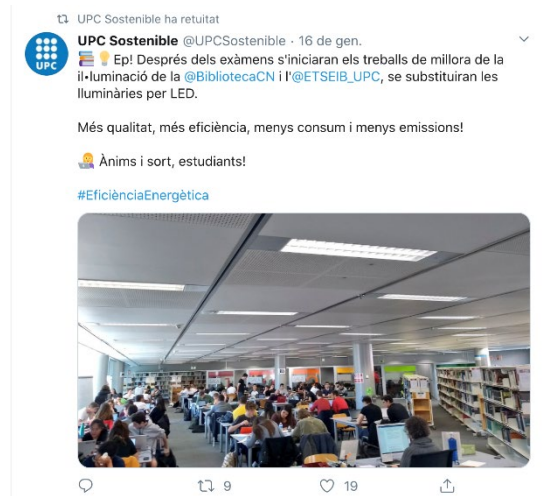 UPC Sostenible ha retuitat
UPC Sostenible @UPCSostenible · 16 de gen.
📚💡Ep! Després dels exàmens s'iniciaran els treballs de millora de la
il•luminació de la @BibliotecaCN i l'@ETSEIB_UPC, se substituiran les
lluminàries per LED.
Més qualitat, més eficiència, menys consum i menys emissions!
👩‍💻 Ànims i sort, estudiants!
#EficiènciaEnergètica
UPC
9
19